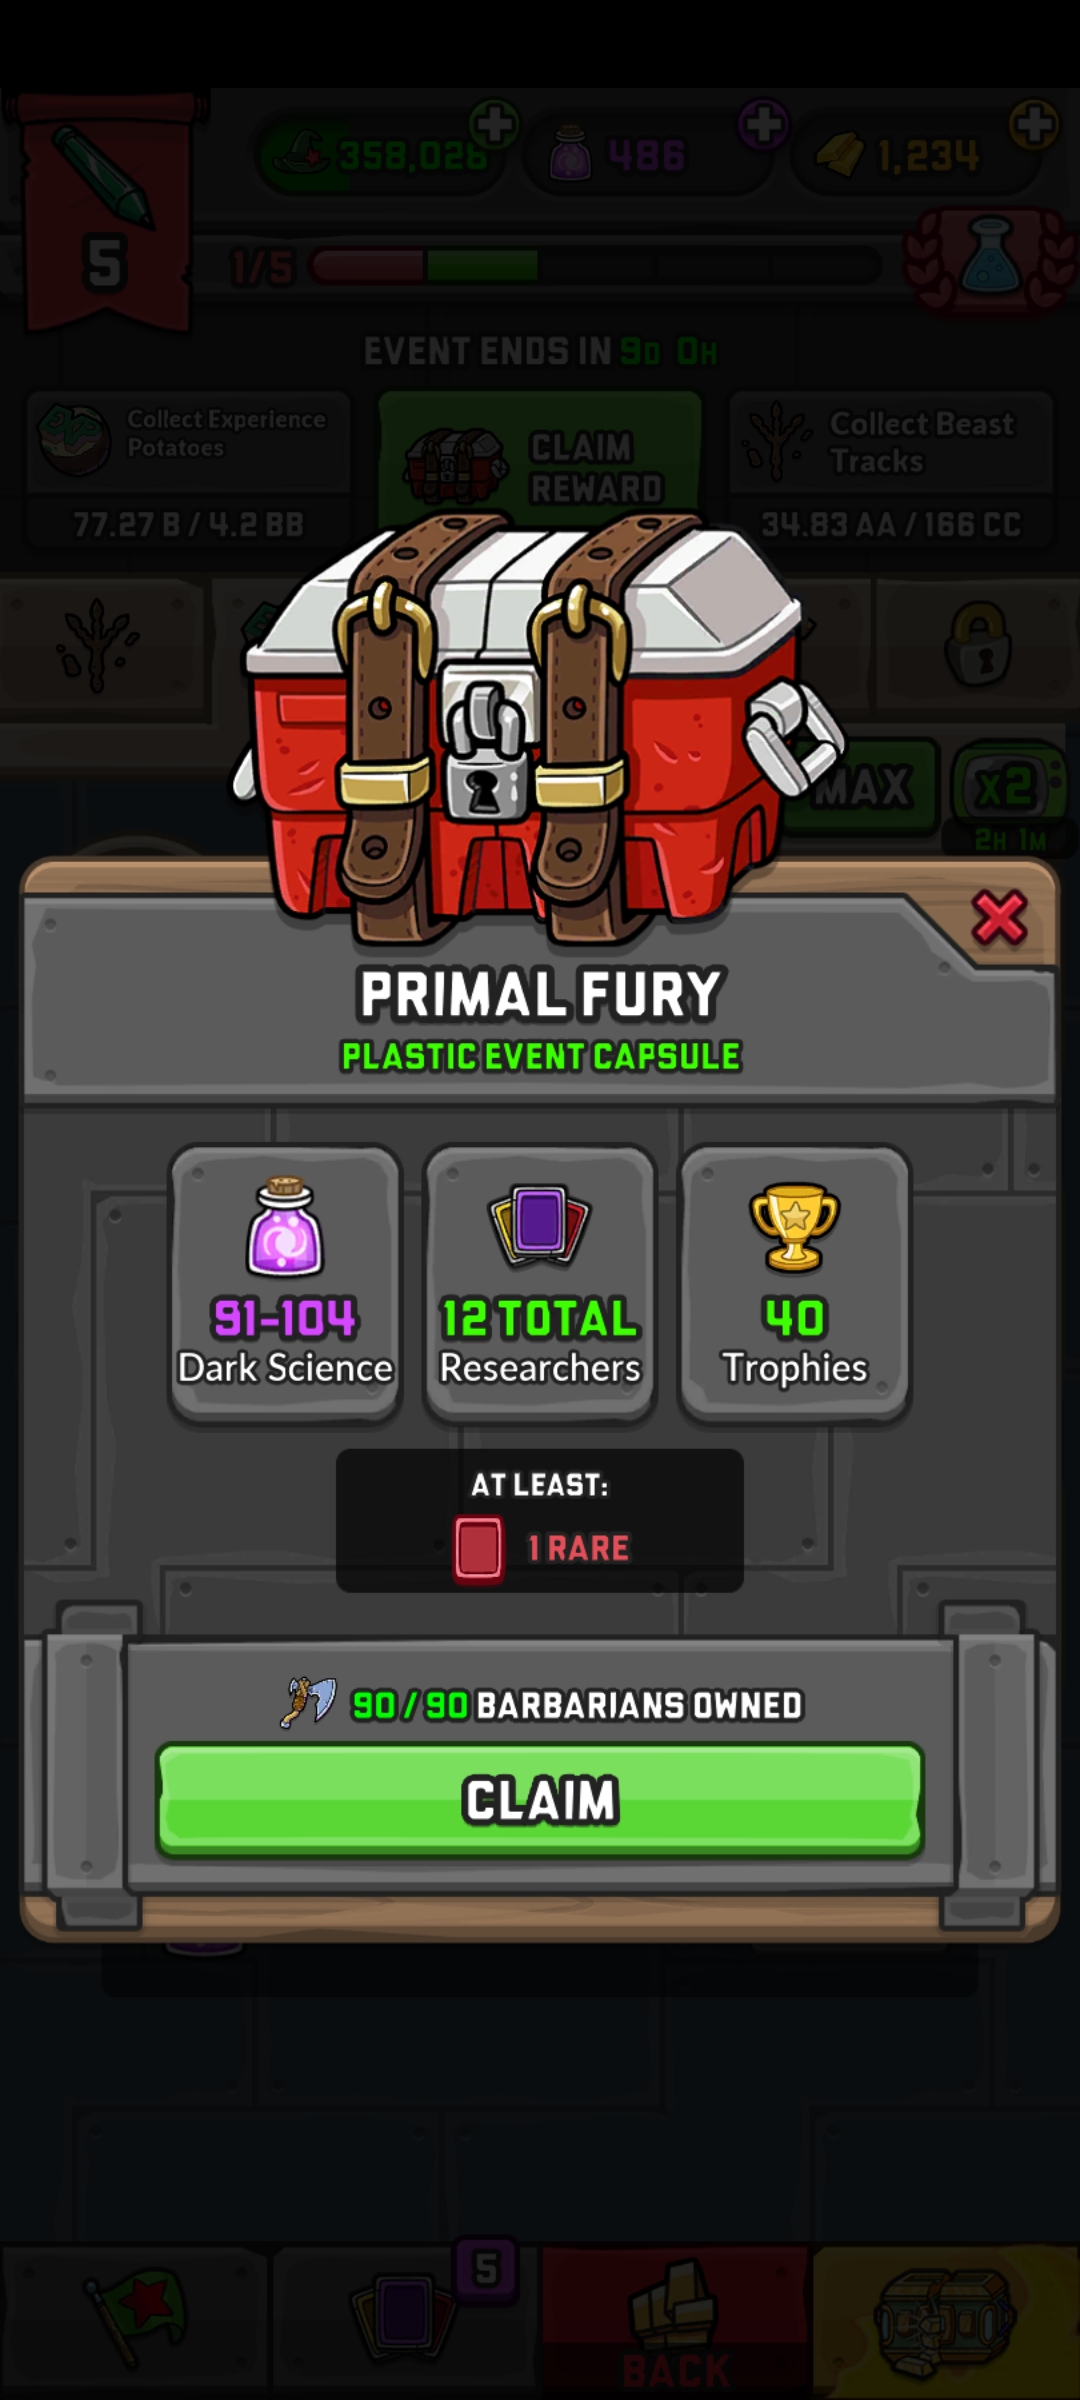 358,026
486
1,234
5
1/5
EVENT ENDS IN 9D 0H
Collect Experience
Potatoes
77.27 B / 4.2 BB
CLAIM
REWARD
Collect Beast
Tracks
34.83 AA / 166 CC
MAX
X2
2H 1M
PRIMAL FURY
PLASTIC EVENT CAPSULE
91-104
Dark Science
12 TOTAL
Researchers
40
Trophies
AT LEAST:
1 RARE
90/90 BARBARIANS OWNED
CLAIM
5
BACK